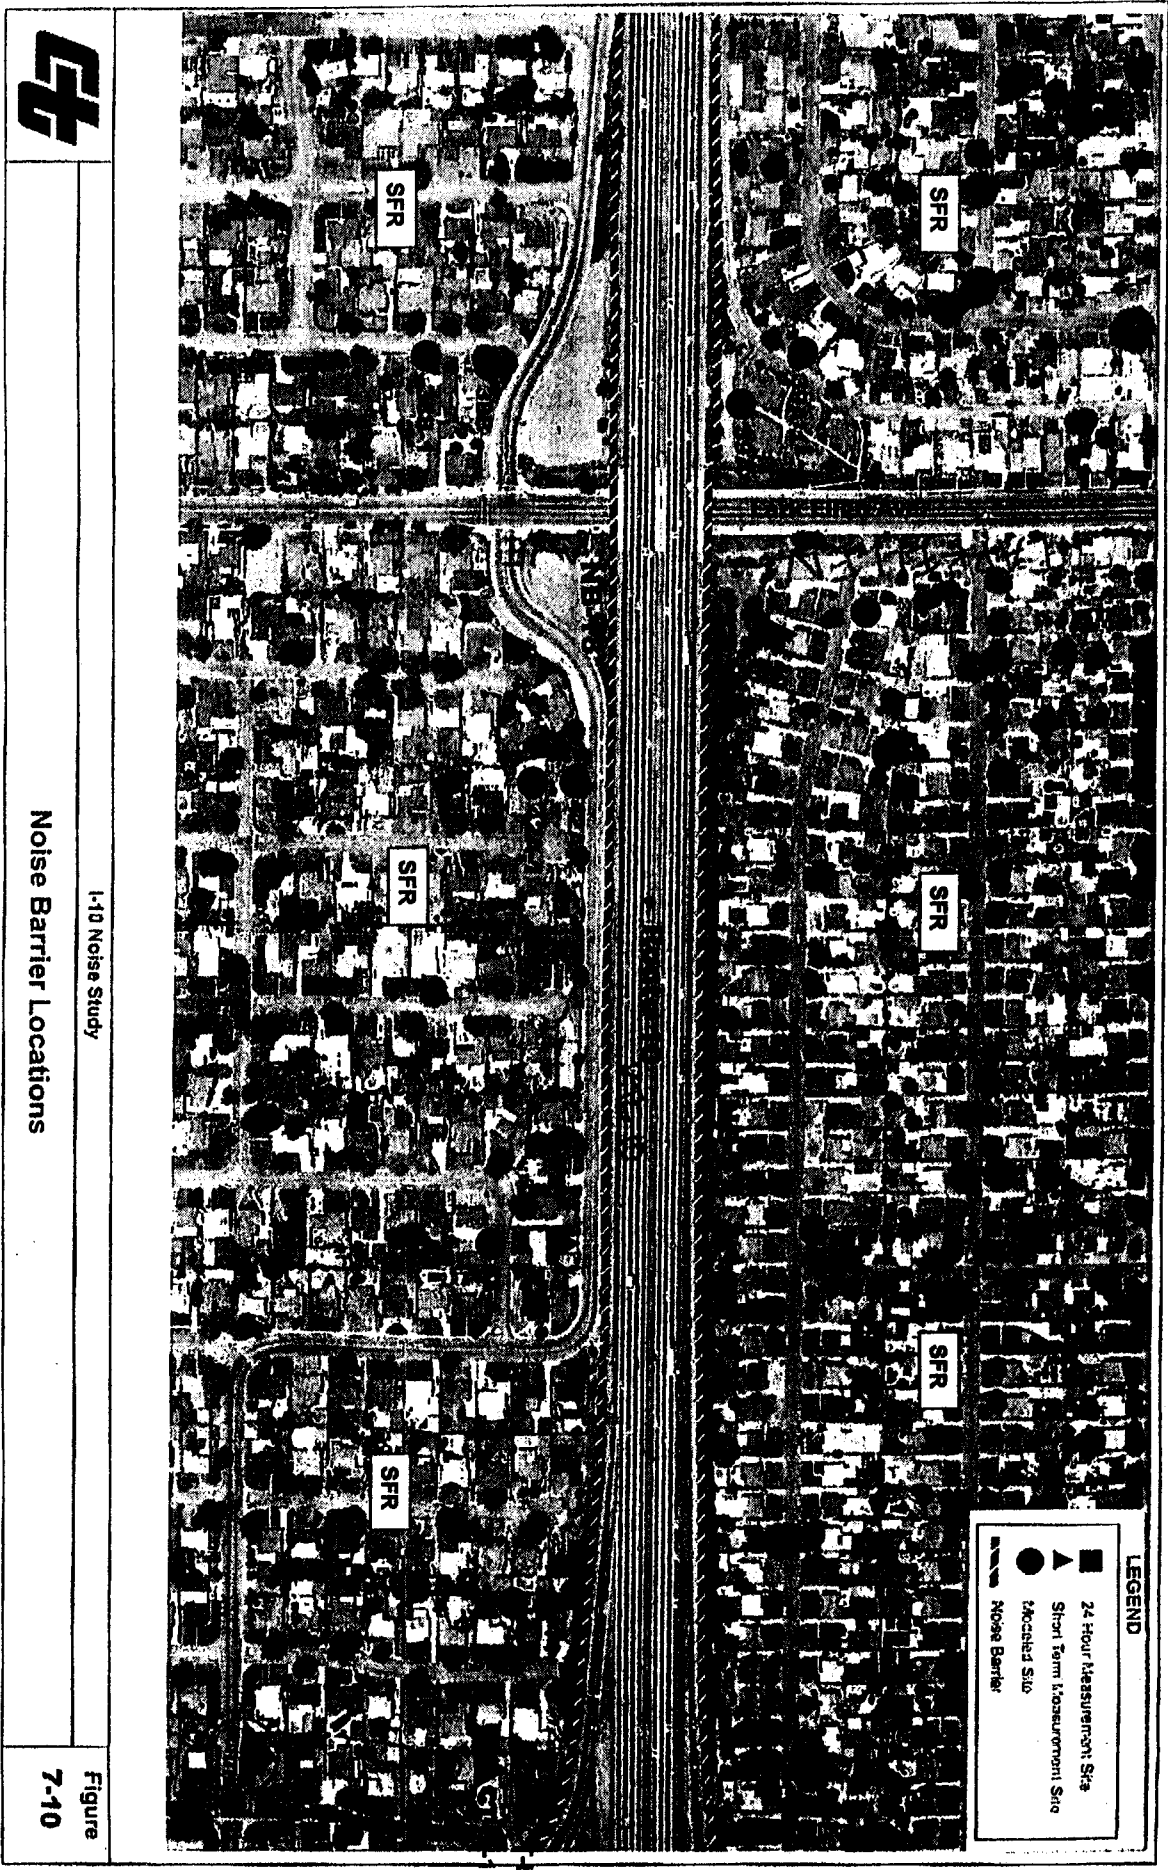 LEGEND
24-Hour Measurement Site
Short Term Measurement Site
Modeled Site
Noise Barrier
SFR
SFR
SFR
SFR
SFR
SFR
I-10 Noise Study
Noise Barrier Locations
Figure
7-10